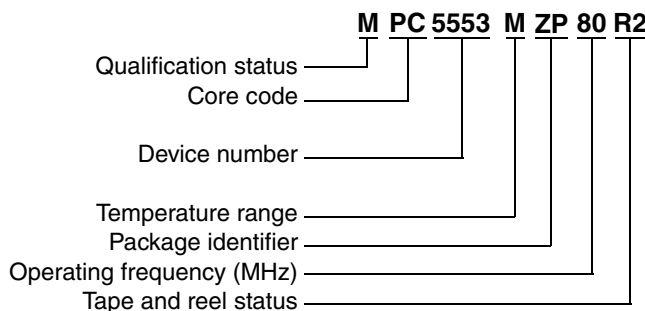 M PC 5553 M ZP 80 R2
Qualification status
Core code
Device number
Temperature range
Package identifier
Operating frequency (MHz)
Tape and reel status